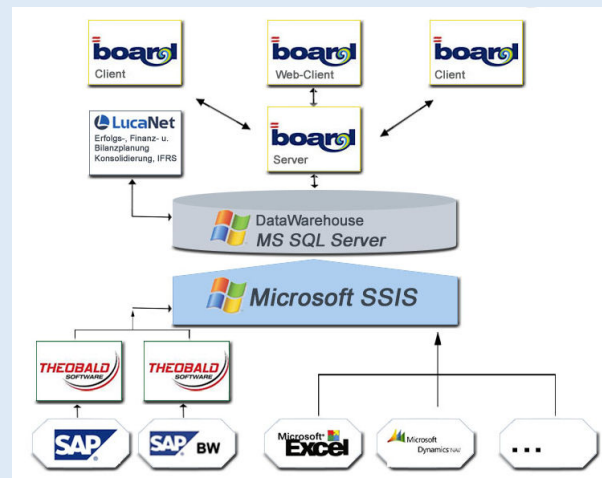 board
Client
board
Web-Client
board
Client
LucaNet
Erfolgs-, Finanz- u.
Bilanzplanung
Konsolidierung, IFRS
board
Server
DataWarehouse
MS SQL Server
Microsoft SSIS
THEOBALD
SOFTWARE
THEOBALD
SOFTWARE
SAP
SAP BW
Microsoft
Excel
Microsoft
Dynamics NAV
...